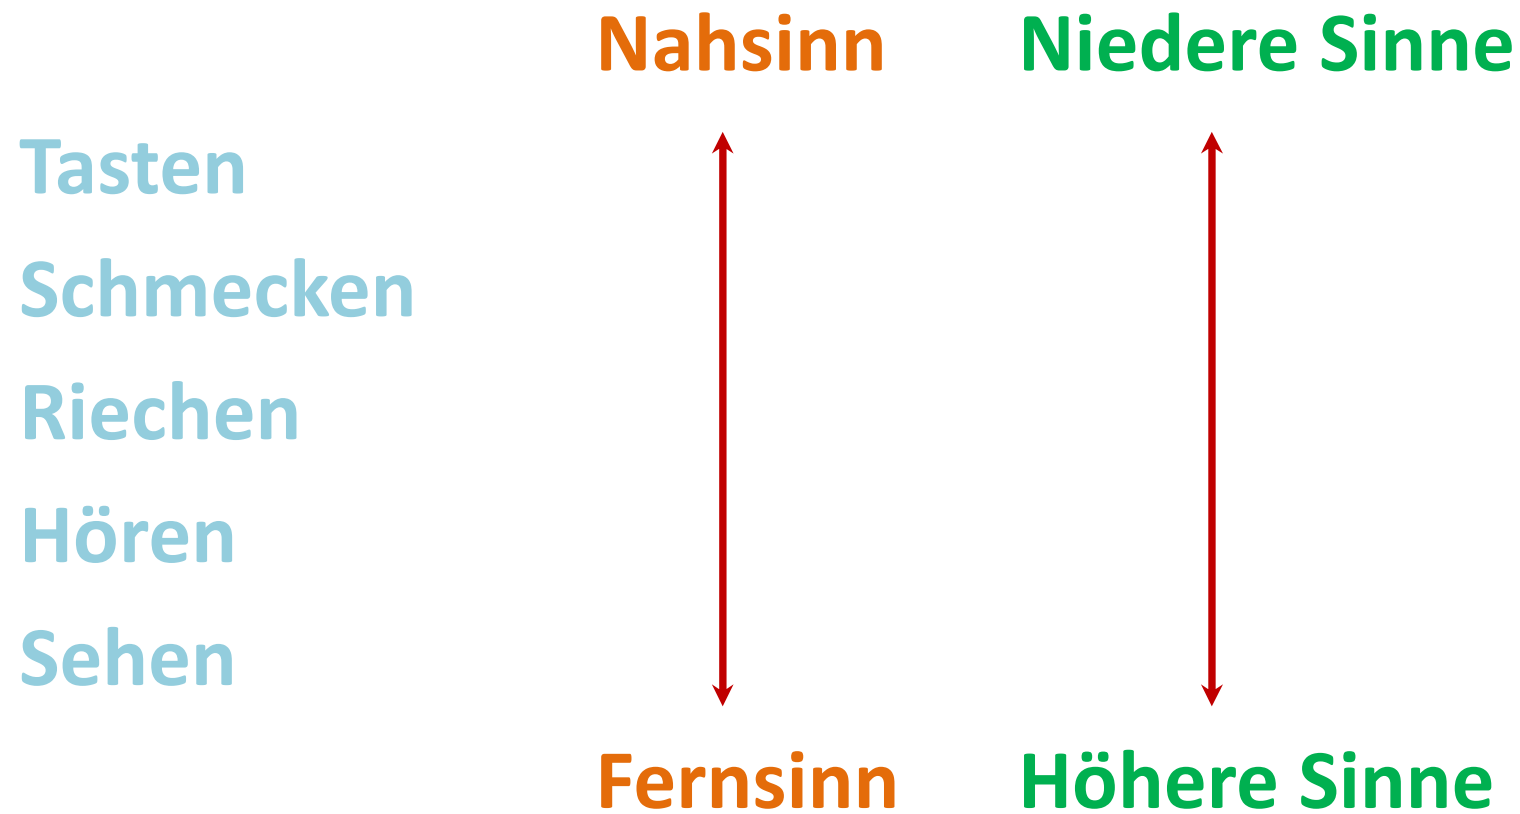 Nahsinn Niedere Sinne
Tasten
Schmecken
Riechen
Hören
Sehen
Fernsinn Höhere Sinne